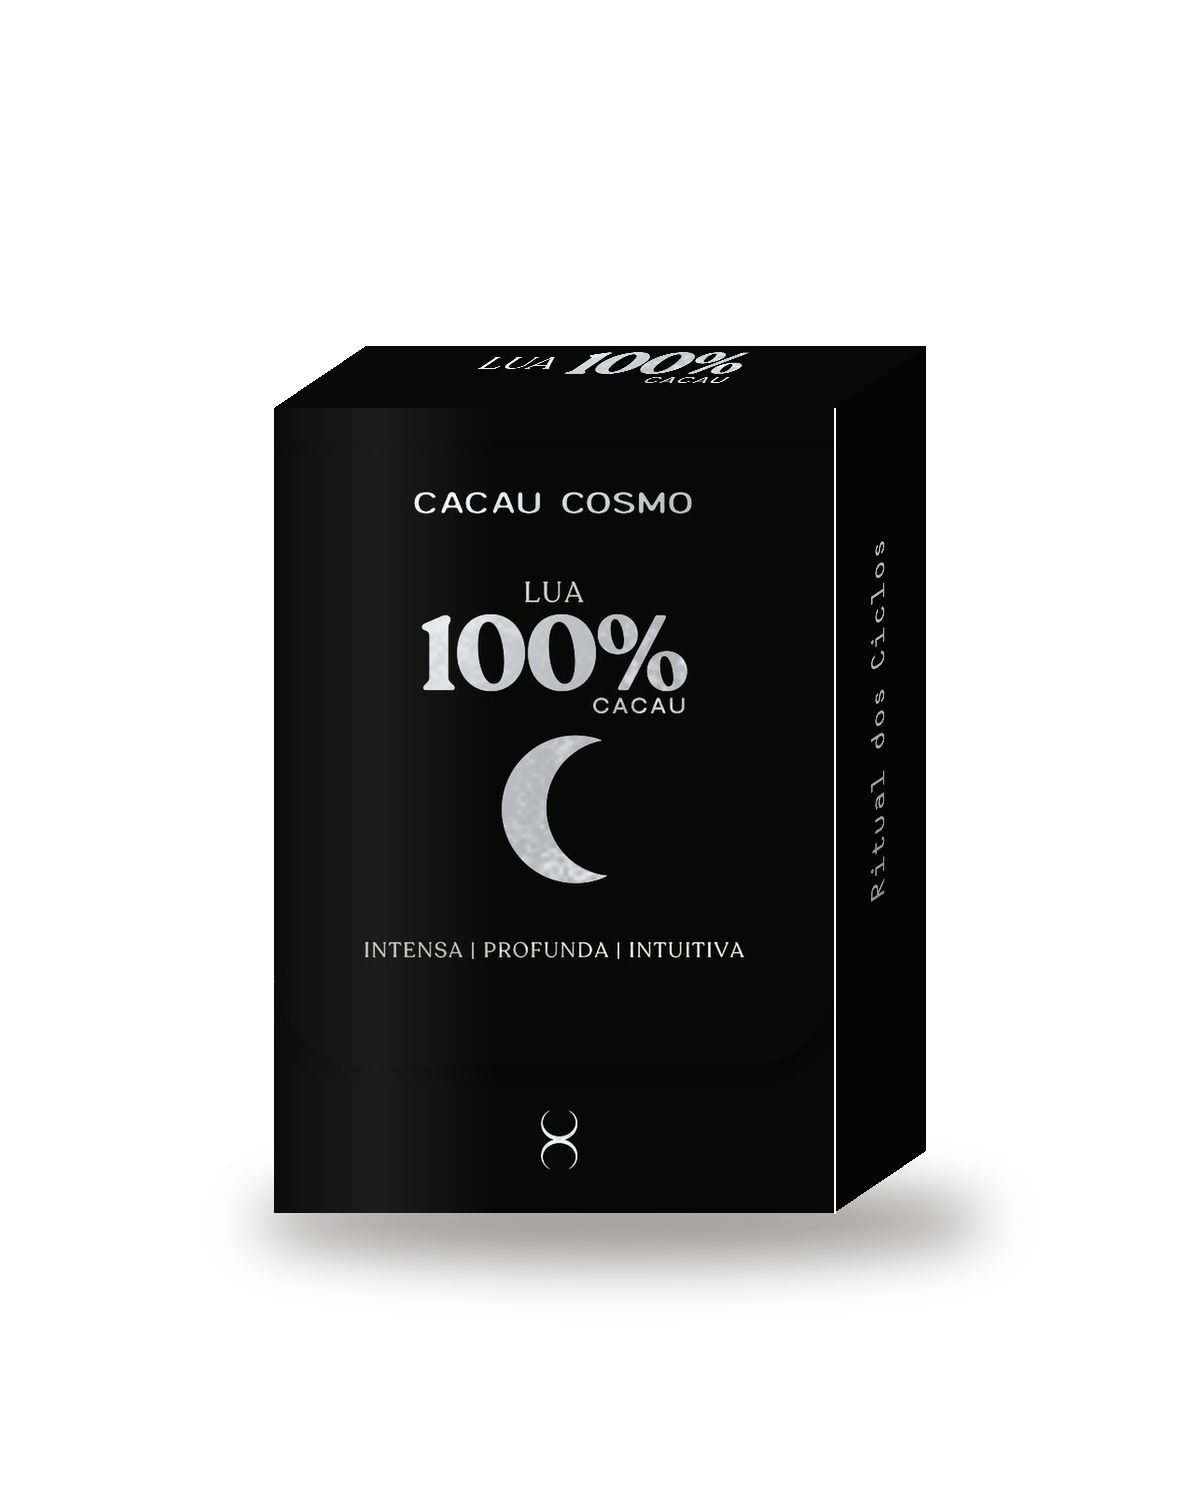 LUA 100%
CACAU
CACAU COSMO
LUA
100%
CACAU
INTENSA | PROFUNDA | INTUITIVA
Ritual dos Ciclos